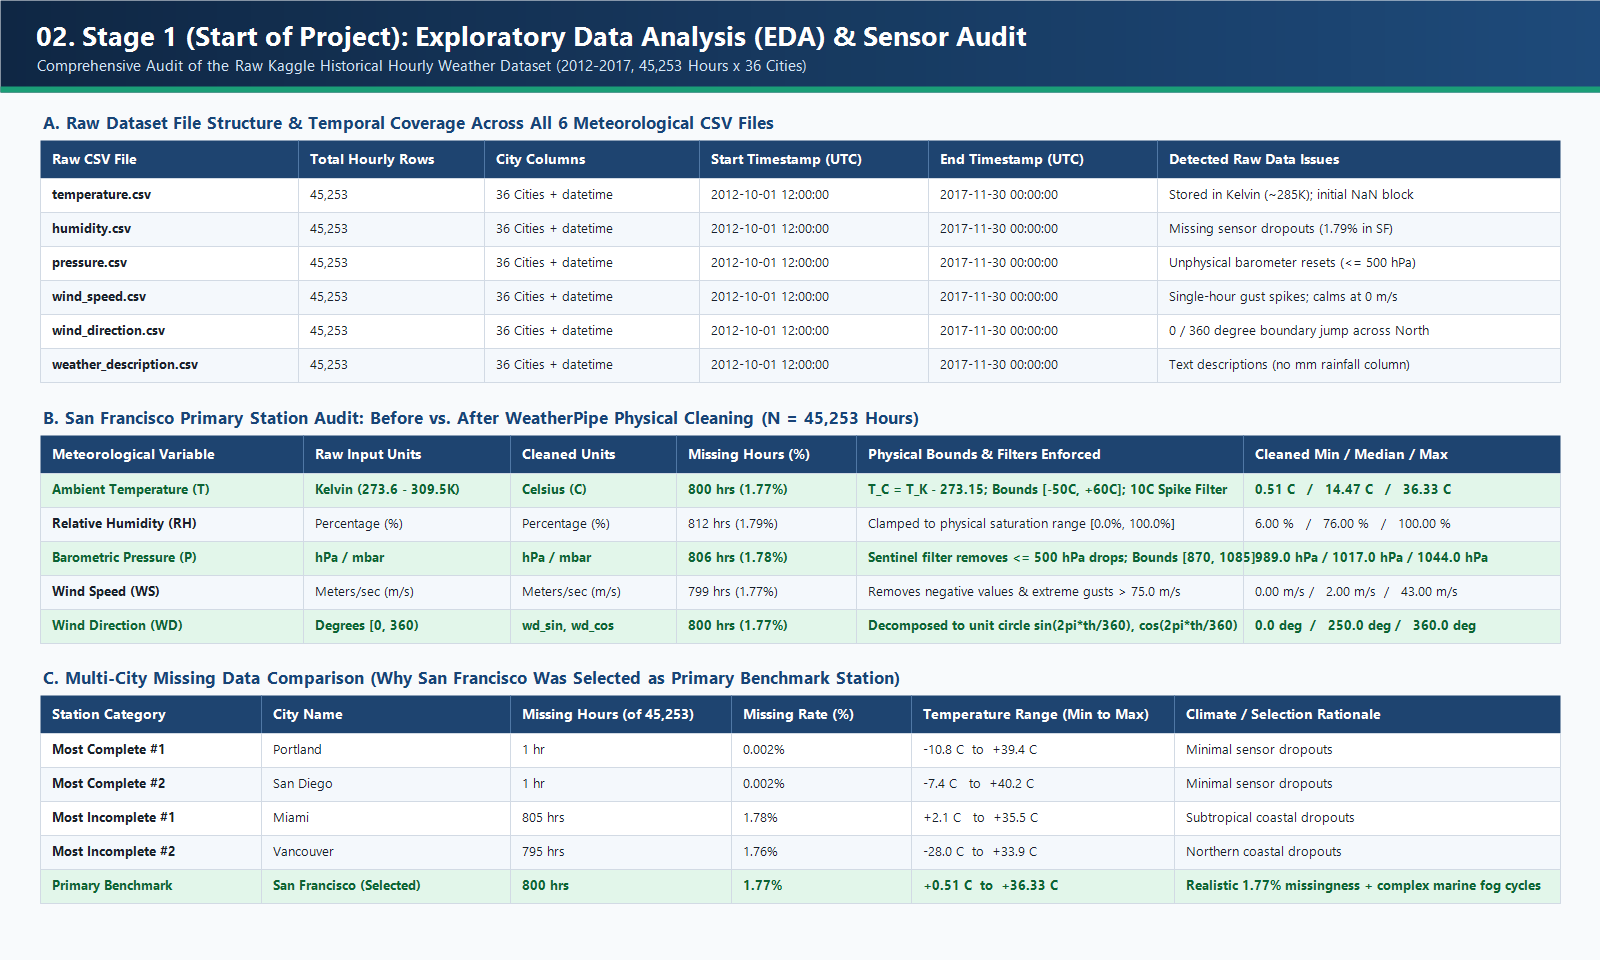 02. Stage 1 (Start of Project): Exploratory Data Analysis (EDA) & Sensor Audit
Comprehensive Audit of the Raw Kaggle Historical Hourly Weather Dataset (2012-2017, 45,253 Hours x 36 Cities)
A. Raw Dataset File Structure & Temporal Coverage Across All 6 Meteorological CSV Files
Raw CSV File Total Hourly Rows City Columns Start Timestamp (UTC) End Timestamp (UTC) Detected Raw Data Issues
temperature.csv 45,253 36 Cities + datetime 2012-10-01 12:00:00 2017-11-30 00:00:00 Stored in Kelvin (~285K); initial NaN block
humidity.csv 45,253 36 Cities + datetime 2012-10-01 12:00:00 2017-11-30 00:00:00 Missing sensor dropouts (1.79% in SF)
pressure.csv 45,253 36 Cities + datetime 2012-10-01 12:00:00 2017-11-30 00:00:00 Unphysical barometer resets (<= 500 hPa)
wind_speed.csv 45,253 36 Cities + datetime 2012-10-01 12:00:00 2017-11-30 00:00:00 Single-hour gust spikes; calms at 0 m/s
wind_direction.csv 45,253 36 Cities + datetime 2012-10-01 12:00:00 2017-11-30 00:00:00 0 / 360 degree boundary jump across North
weather_description.csv 45,253 36 Cities + datetime 2012-10-01 12:00:00 2017-11-30 00:00:00 Text descriptions (no mm rainfall column)
B. San Francisco Primary Station Audit: Before vs. After WeatherPipe Physical Cleaning (N = 45,253 Hours)
Meteorological Variable Raw Input Units Cleaned Units Missing Hours (%) Physical Bounds & Filters Enforced Cleaned Min / Median / Max
Ambient Temperature (T) Kelvin (273.6 - 309.5K) Celsius (C) 800 hrs (1.77%) T_C = T_K - 273.15; Bounds [-50C, +60C]; 10C Spike Filter 0.51 C / 14.47 C / 36.33 C
Relative Humidity (RH) Percentage (%) Percentage (%) 812 hrs (1.79%) Clamped to physical saturation range [0.0%, 100.0%] 6.00 % / 76.00 % / 100.00 %
Barometric Pressure (P) hPa / mbar hPa / mbar 806 hrs (1.78%) Sentinel filter removes <= 500 hPa drops; Bounds [870, 1085] 989.0 hPa / 1017.0 hPa / 1044.0 hPa
Wind Speed (WS) Meters/sec (m/s) Meters/sec (m/s) 799 hrs (1.77%) Removes negative values & extreme gusts > 75.0 m/s 0.00 m/s / 2.00 m/s / 43.00 m/s
Wind Direction (WD) Degrees [0, 360) wd_sin, wd_cos 800 hrs (1.77%) Decomposed to unit circle sin(2pi*th/360), cos(2pi*th/360) 0.0 deg / 250.0 deg / 360.0 deg
C. Multi-City Missing Data Comparison (Why San Francisco Was Selected as Primary Benchmark Station)
Station Category City Name Missing Hours (of 45,253) Missing Rate (%) Temperature Range (Min to Max) Climate / Selection Rationale
Most Complete #1 Portland 1 hr 0.002% -10.8 C to +39.4 C Minimal sensor dropouts
Most Complete #2 San Diego 1 hr 0.002% -7.4 C to +40.2 C Minimal sensor dropouts
Most Incomplete #1 Miami 805 hrs 1.78% +2.1 C to +35.5 C Subtropical coastal dropouts
Most Incomplete #2 Vancouver 795 hrs 1.76% -28.0 C to +33.9 C Northern coastal dropouts
Primary Benchmark San Francisco (Selected) 800 hrs 1.77% +0.51 C to +36.33 C Realistic 1.77% missingness + complex marine fog cycles